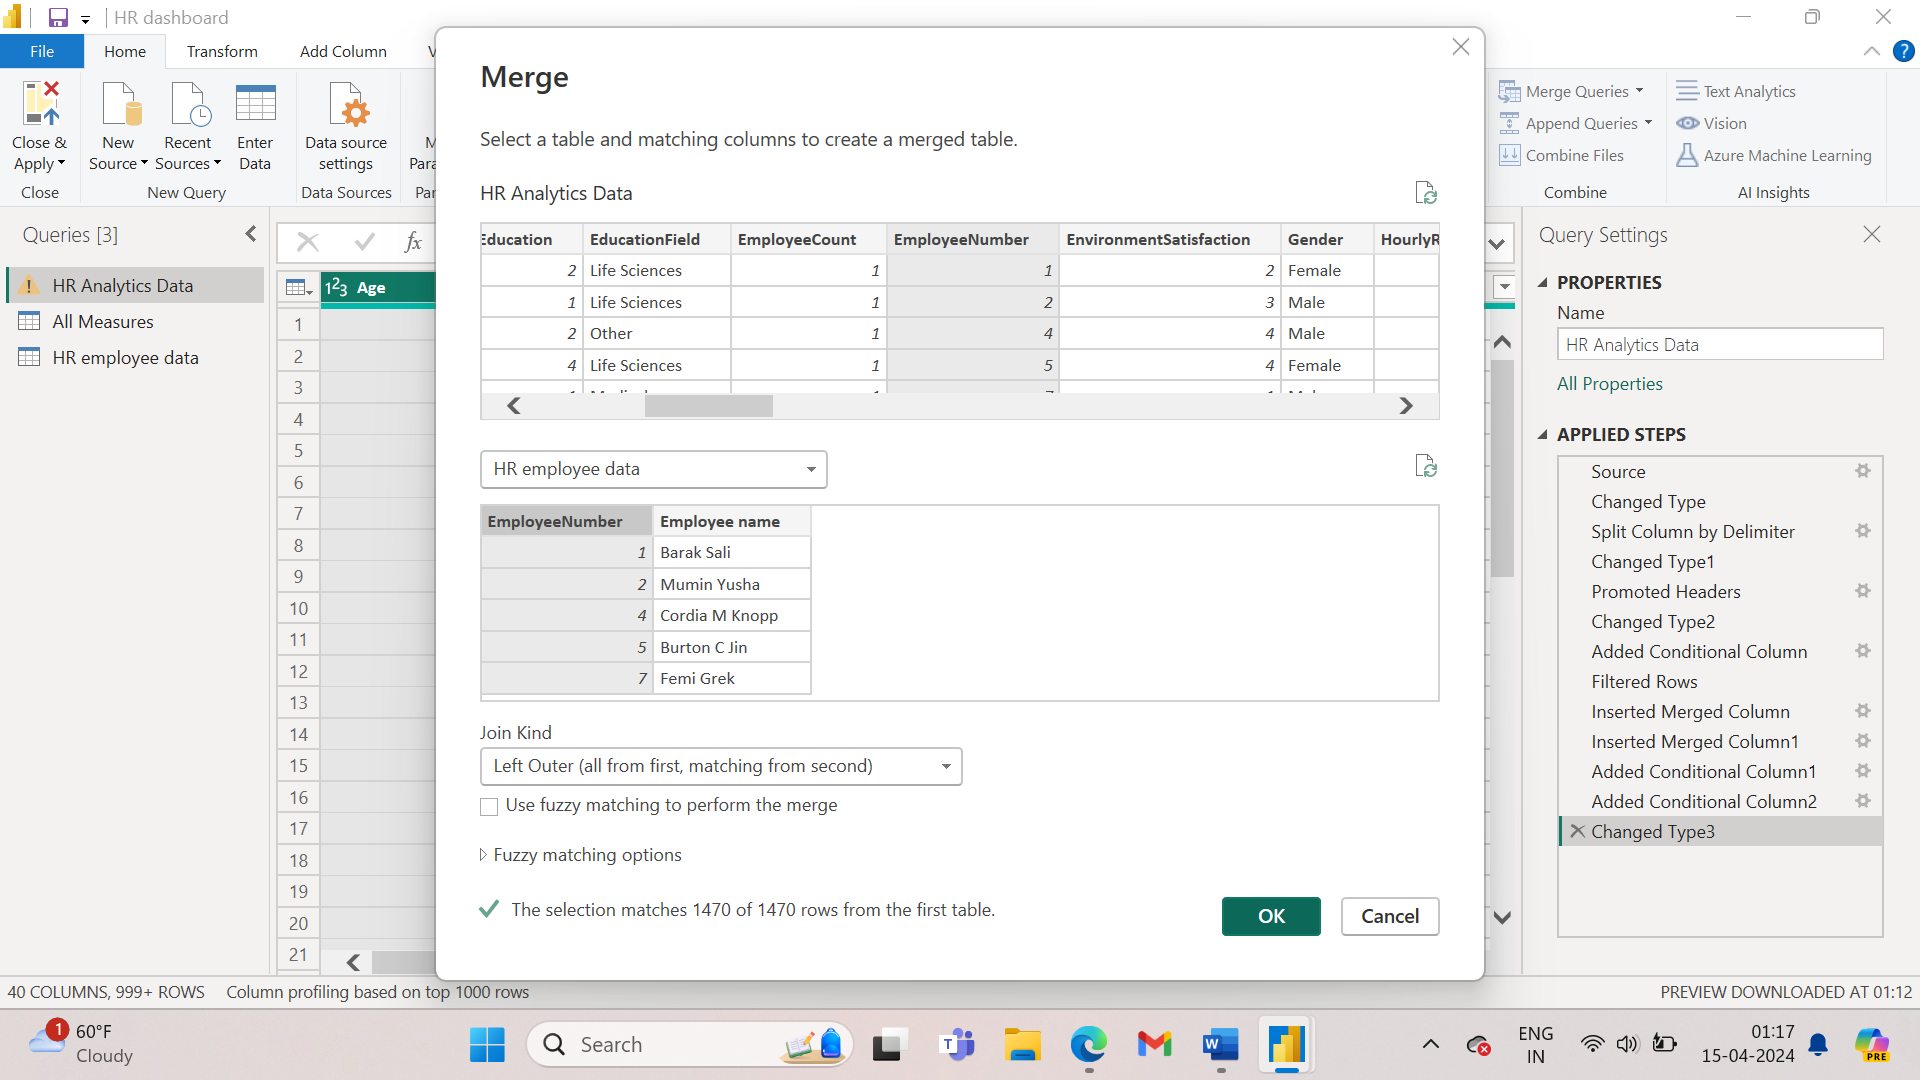 HR dashboard
File
Home
Transform
Add Column
V
?
Close &
Apply
Close
New
Source
Recent
Sources
Enter
Data
New Query
Data source
settings
Data Sources
M
Para
Par
Merge Queries
Append Queries
Combine Files
Combine
Text Analytics
Vision
Azure Machine Learning
AI Insights
Queries [3]
HR Analytics Data
All Measures
HR employee data
fx
1²3 Age
1
2
3
4
5
6
7
8
9
10
11
12
13
14
15
16
17
18
19
20
21
Merge
Select a table and matching columns to create a merged table.
HR Analytics Data
Education EducationField EmployeeCount EmployeeNumber EnvironmentSatisfaction Gender HourlyR
2 Life Sciences 1 1 2 Female
1 Life Sciences 1 2 3 Male
2 Other 1 4 4 Male
4 Life Sciences 1 5 4 Female
HR employee data
EmployeeNumber Employee name
1 Barak Sali
2 Mumin Yusha
4 Cordia M Knopp
5 Burton C Jin
7 Femi Grek
Join Kind
Left Outer (all from first, matching from second)
Use fuzzy matching to perform the merge
Fuzzy matching options
The selection matches 1470 of 1470 rows from the first table.
OK
Cancel
Query Settings
PROPERTIES
Name
HR Analytics Data
All Properties
APPLIED STEPS
Source
Changed Type
Split Column by Delimiter
Changed Type1
Promoted Headers
Changed Type2
Added Conditional Column
Filtered Rows
Inserted Merged Column
Inserted Merged Column1
Added Conditional Column1
Added Conditional Column2
Changed Type3
40 COLUMNS, 999+ ROWS
Column profiling based on top 1000 rows
PREVIEW DOWNLOADED AT 01:12
1
60°F
Cloudy
Search
T
W
ENG
IN
01:17
15-04-2024
PRE